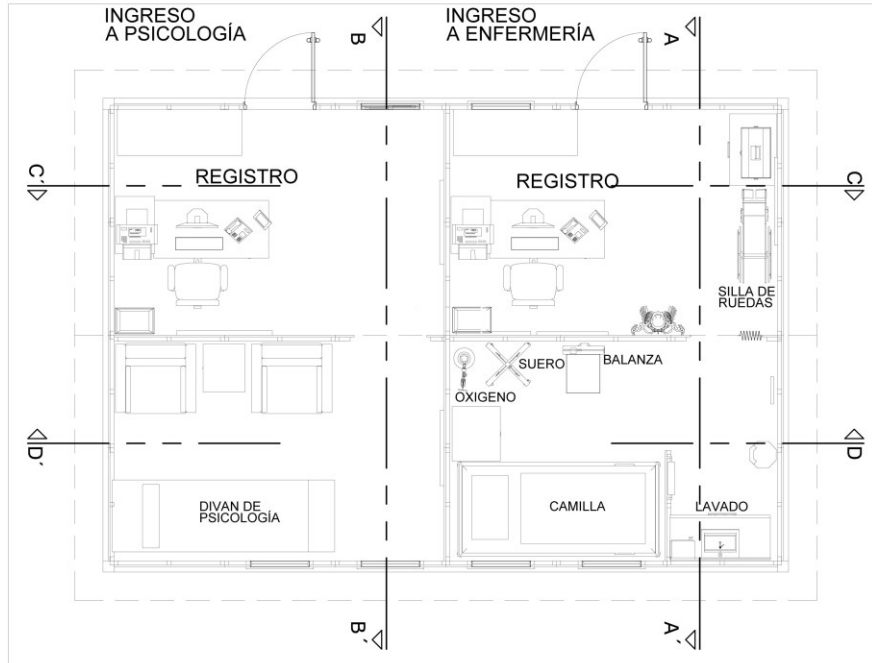 INGRESO
A PSICOLOGÍA
INGRESO
A ENFERMERÍA
B
A
C´
C
REGISTRO
REGISTRO
SILLA DE
RUEDAS
SUERO
BALANZA
OXIGENO
D´
D
DIVAN DE
PSICOLOGÍA
CAMILLA
LAVADO
B´
A´